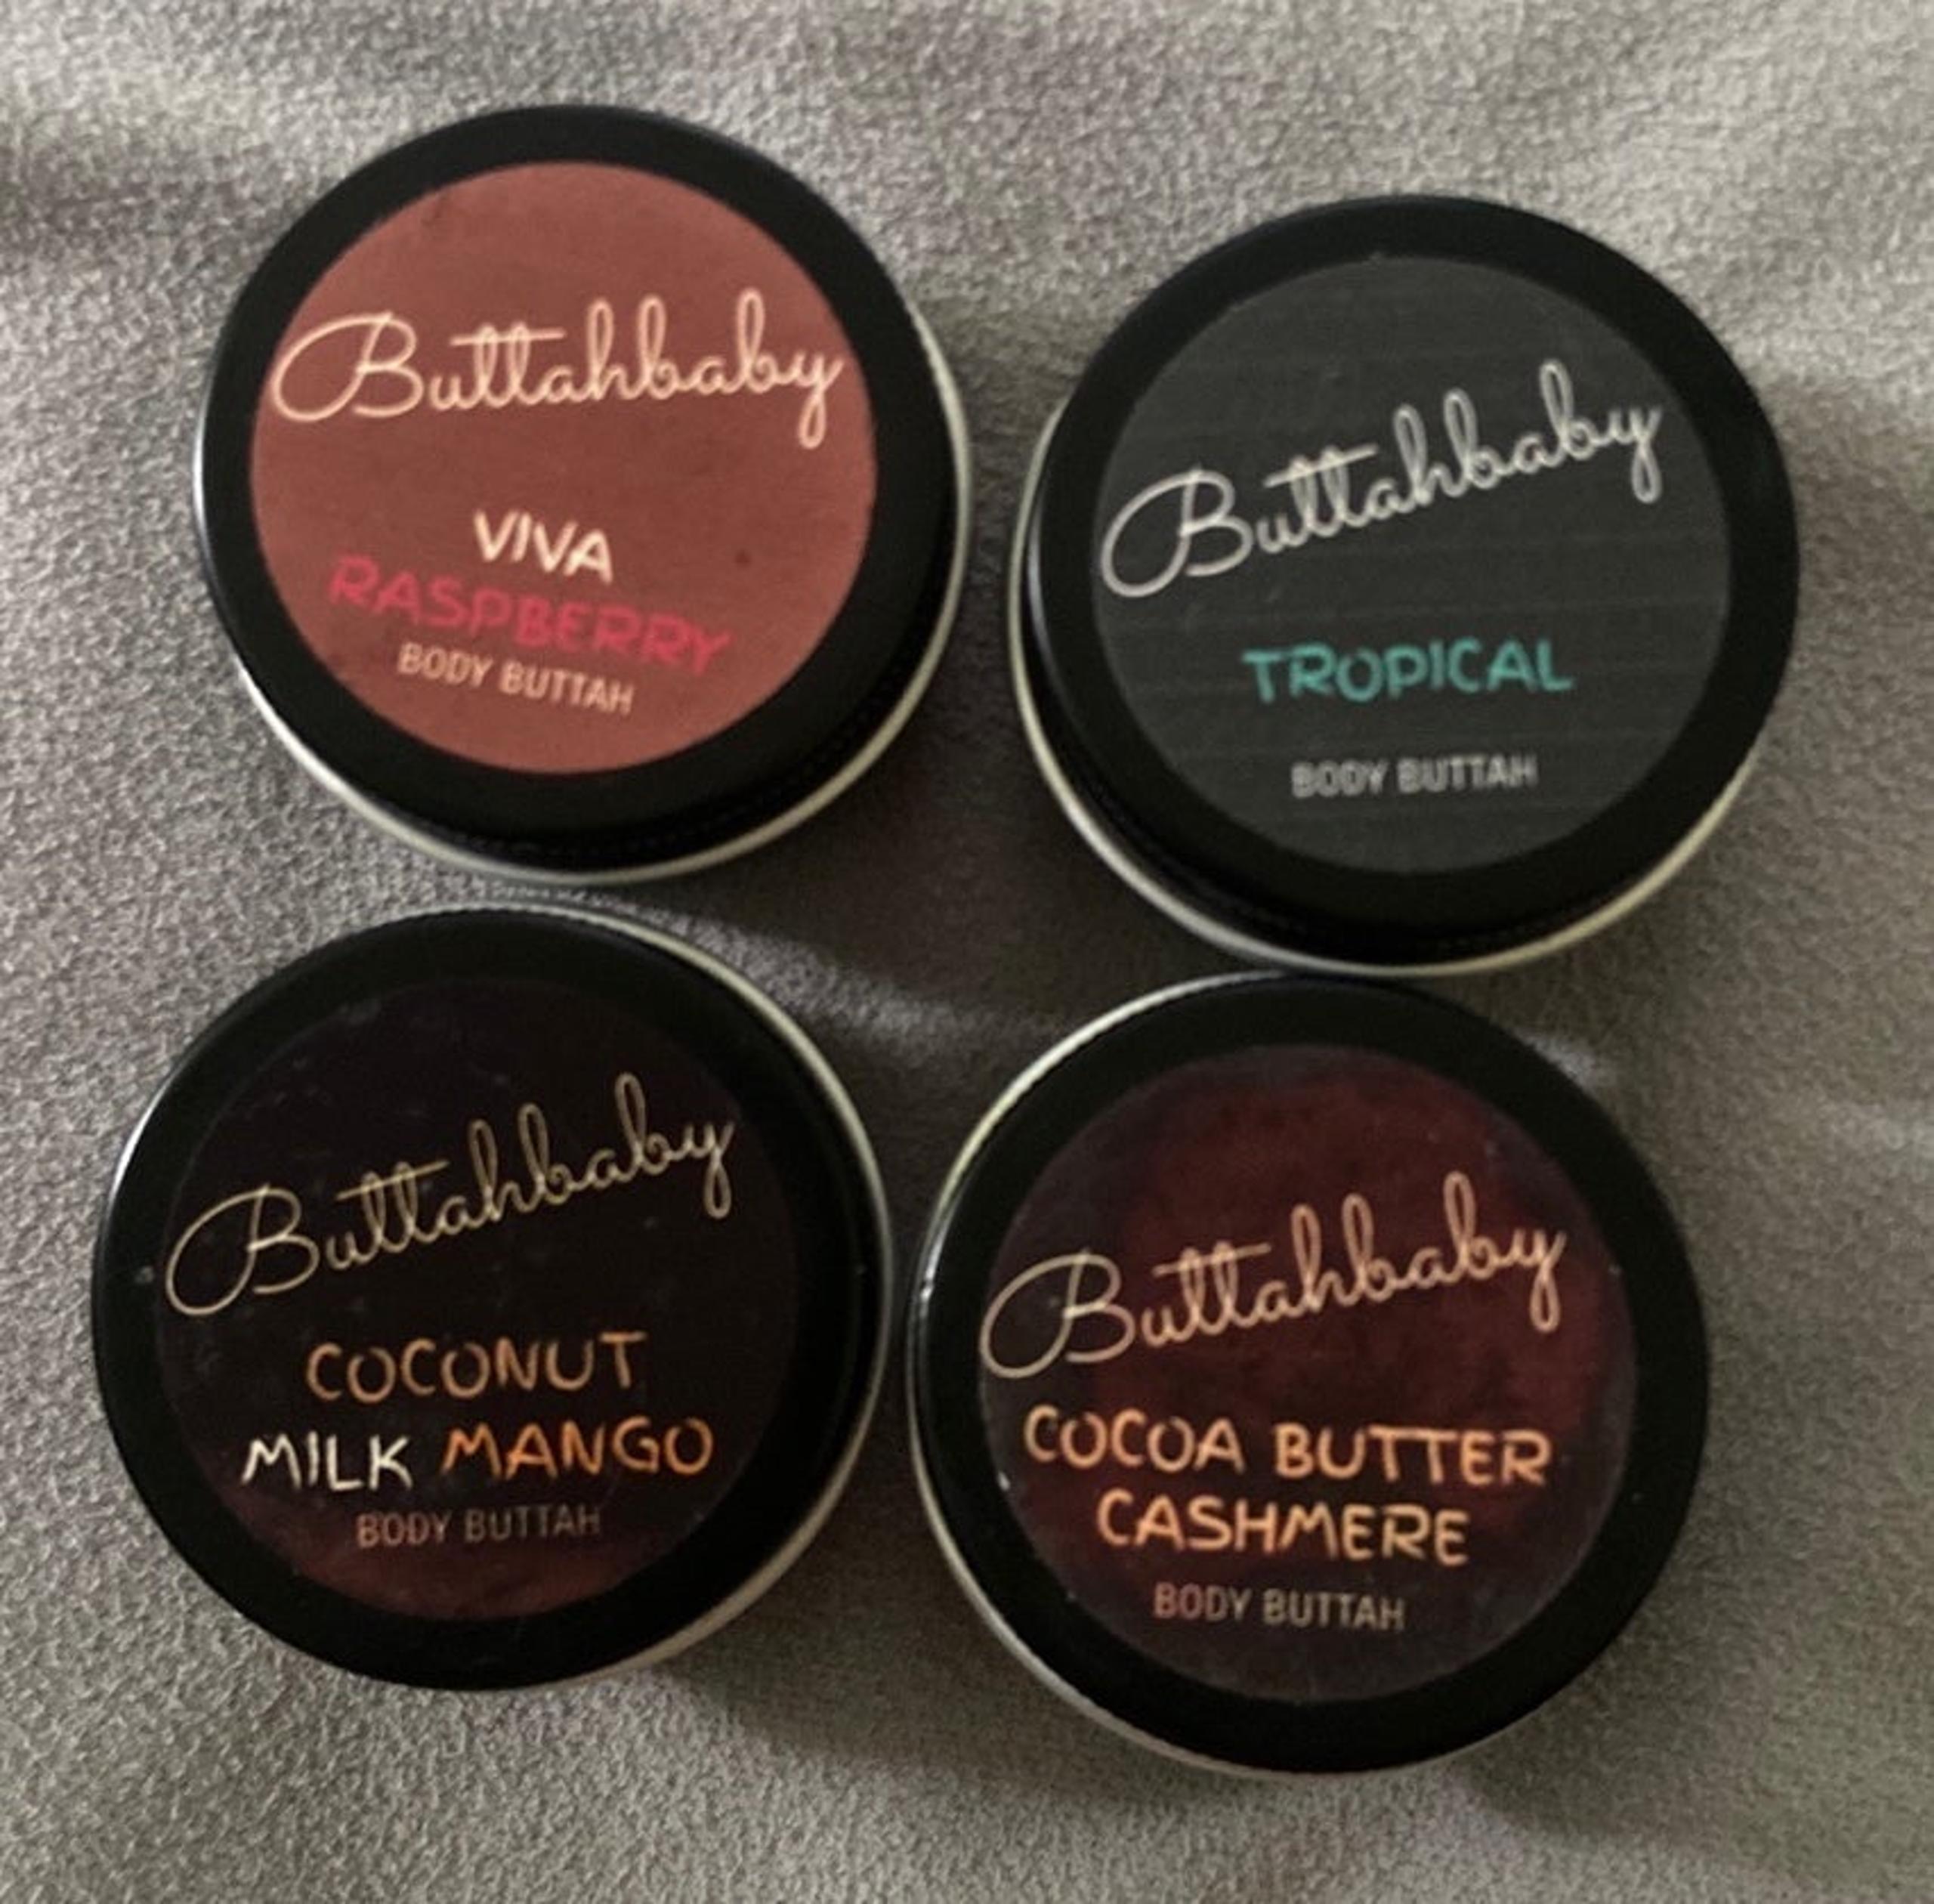 Buttahbaby
VIVA
RASPBERRY
BODY BUTTAH
Buttahbaby
TROPICAL
BODY BUTTAH
Buttahbaby
COCONUT
MILK MANGO
BODY BUTTAH
Buttahbaby
COCOA BUTTER
CASHMERE
BODY BUTTAH